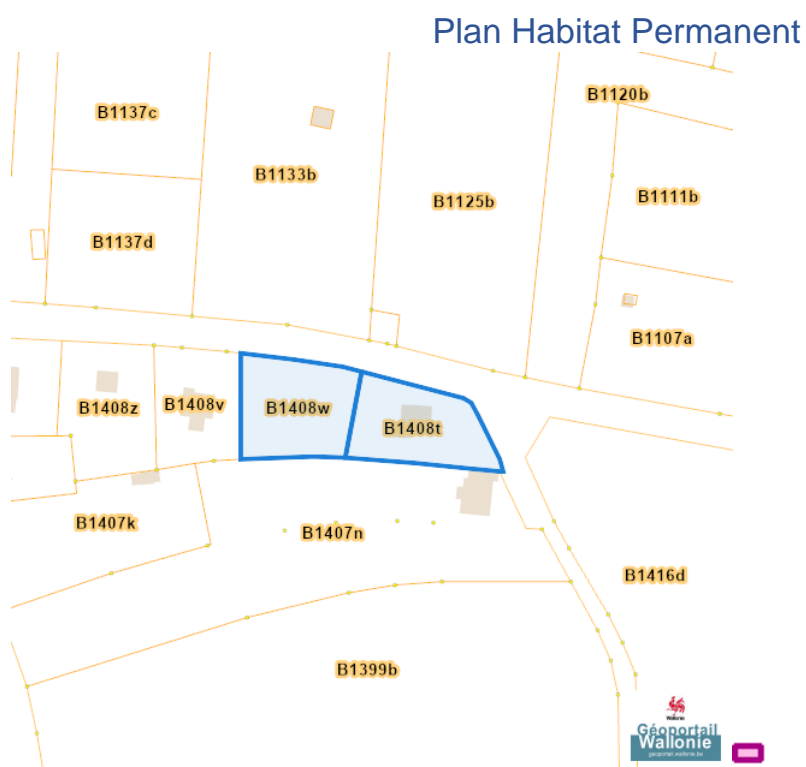 Plan Habitat Permanent
B1120b
B1137c
B1133b
B1125b
B1111b
B1137d
B1107a
B1408z
B1408v
B1408w
B1408t
B1407k
B1407n
B1416d
B1399b
Wallonie
Géoportail
Wallonie
geoportail.wallonie.be